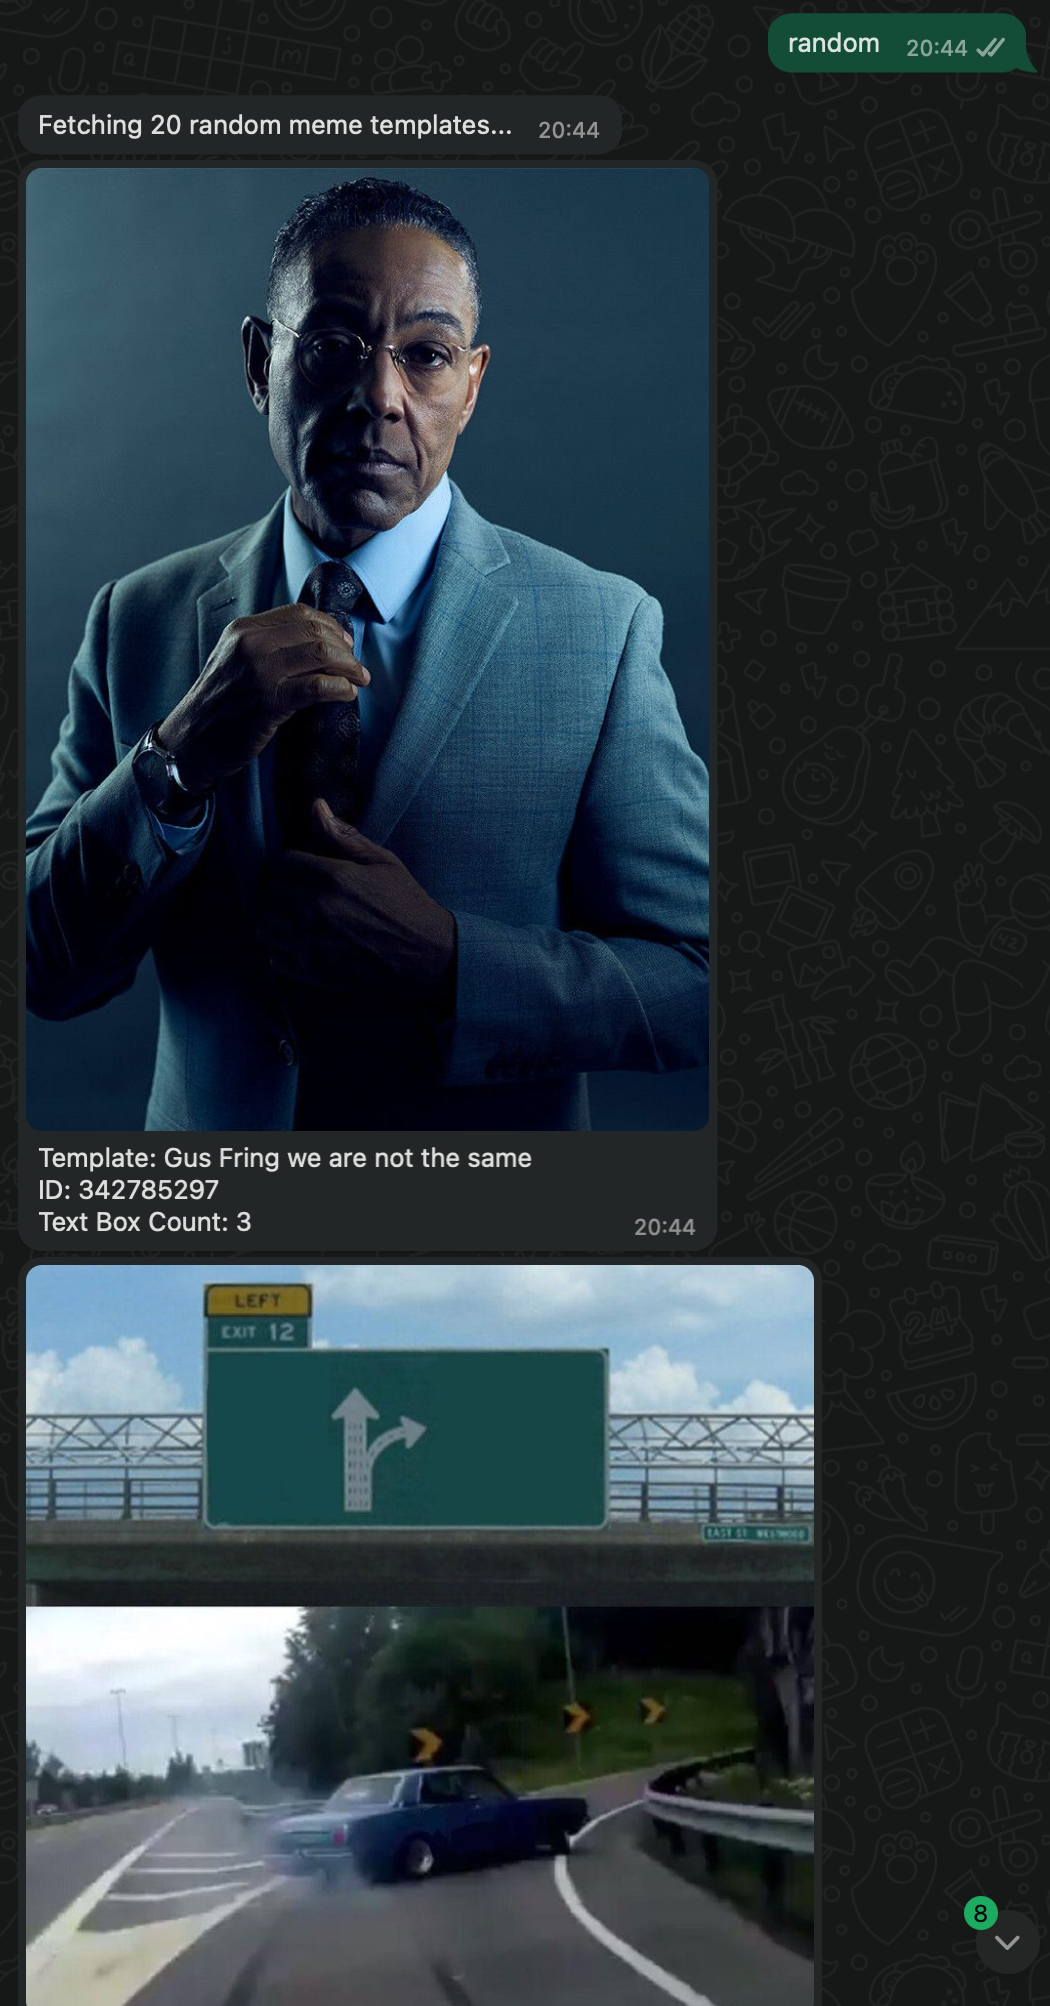 random 20:44
Fetching 20 random meme templates... 20:44
Template: Gus Fring we are not the same
ID: 342785297
Text Box Count: 3 20:44
LEFT
EXIT 12
EAST ST WESTWOOD
8